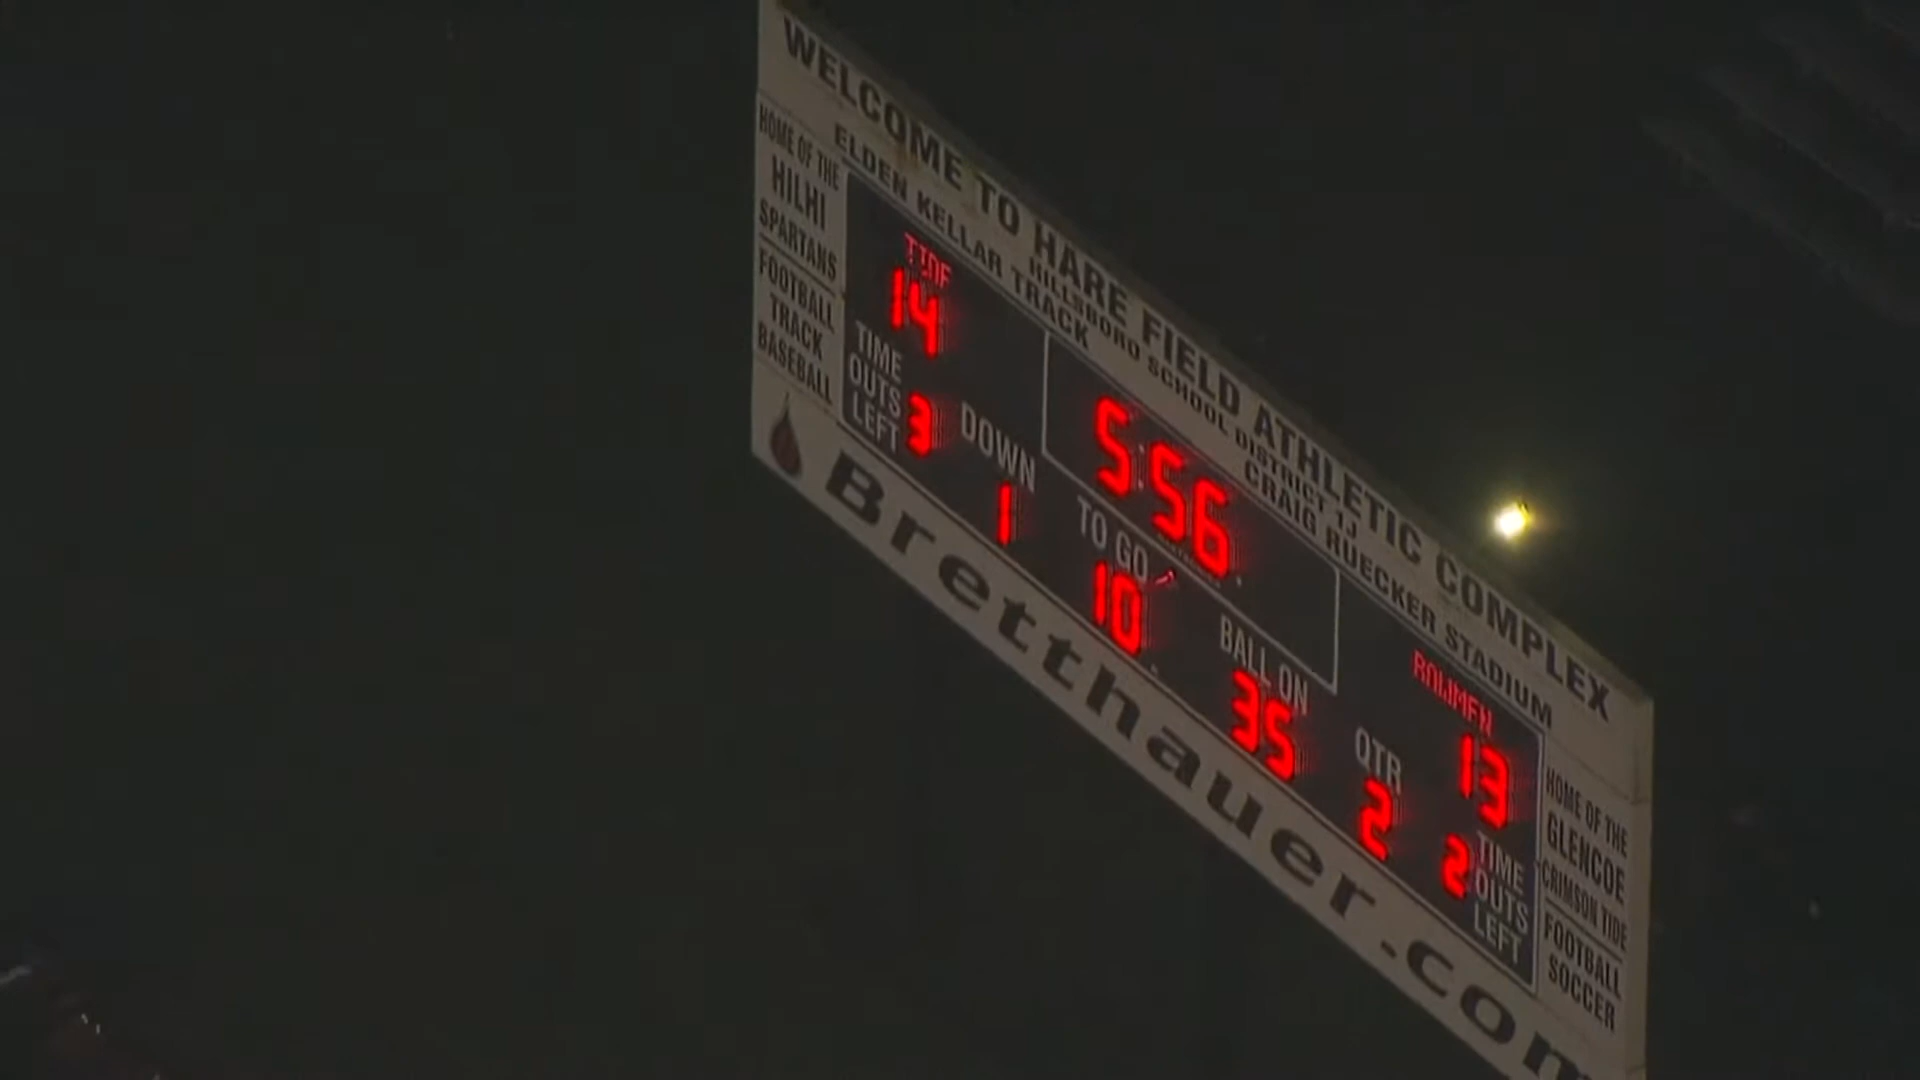 WELCOME TO HARE FIELD ATHLETIC COMPLEX
HILLSBORO SCHOOL DISTRICT 1J
ELDEN KELLAR TRACK
CRAIG RUECKER STADIUM
HOME OF THE
HILHI
SPARTANS
FOOTBALL
TRACK
BASEBALL
TIDE
14
TIME
OUTS
LEFT
3
DOWN
1
5:56
TO GO
10
BALL ON
35
QTR
2
BOWMEN
13
2
TIME
OUTS
LEFT
HOME OF THE
GLENCOE
CRIMSON TIDE
FOOTBALL
SOCCER
Bretthauer.com